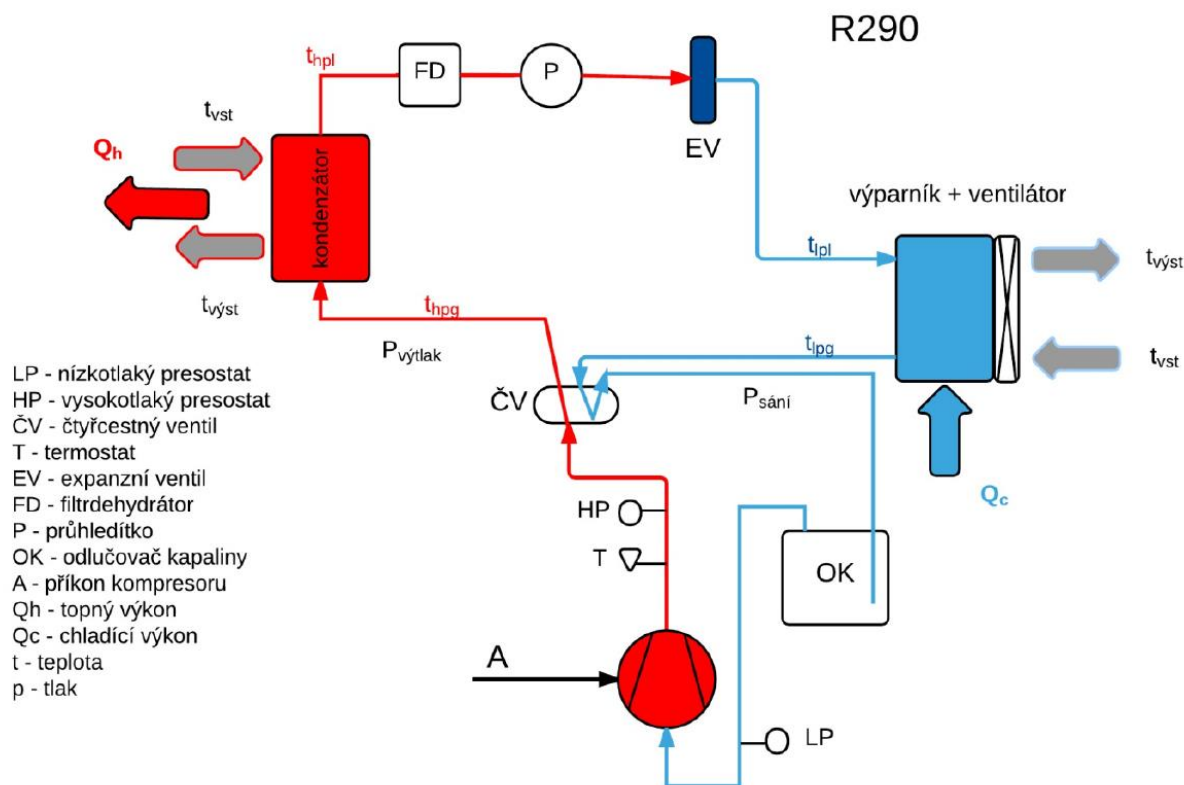 R290
t_hpl
FD
P
EV
t_vst
Q_h
kondenzátor
t_výst
výparník + ventilátor
t_lpl
t_výst
t_hpg
P_výtlak
t_lpg
t_vst
ČV
P_sání
Q_c
LP - nízkotlaký presostat
HP - vysokotlaký presostat
ČV - čtyřcestný ventil
T - termostat
EV - expanzní ventil
FD - filtrdehydrátor
P - průhledítko
OK - odlučovač kapaliny
A - příkon kompresoru
Qh - topný výkon
Qc - chladící výkon
t - teplota
p - tlak
HP
T
OK
A
LP